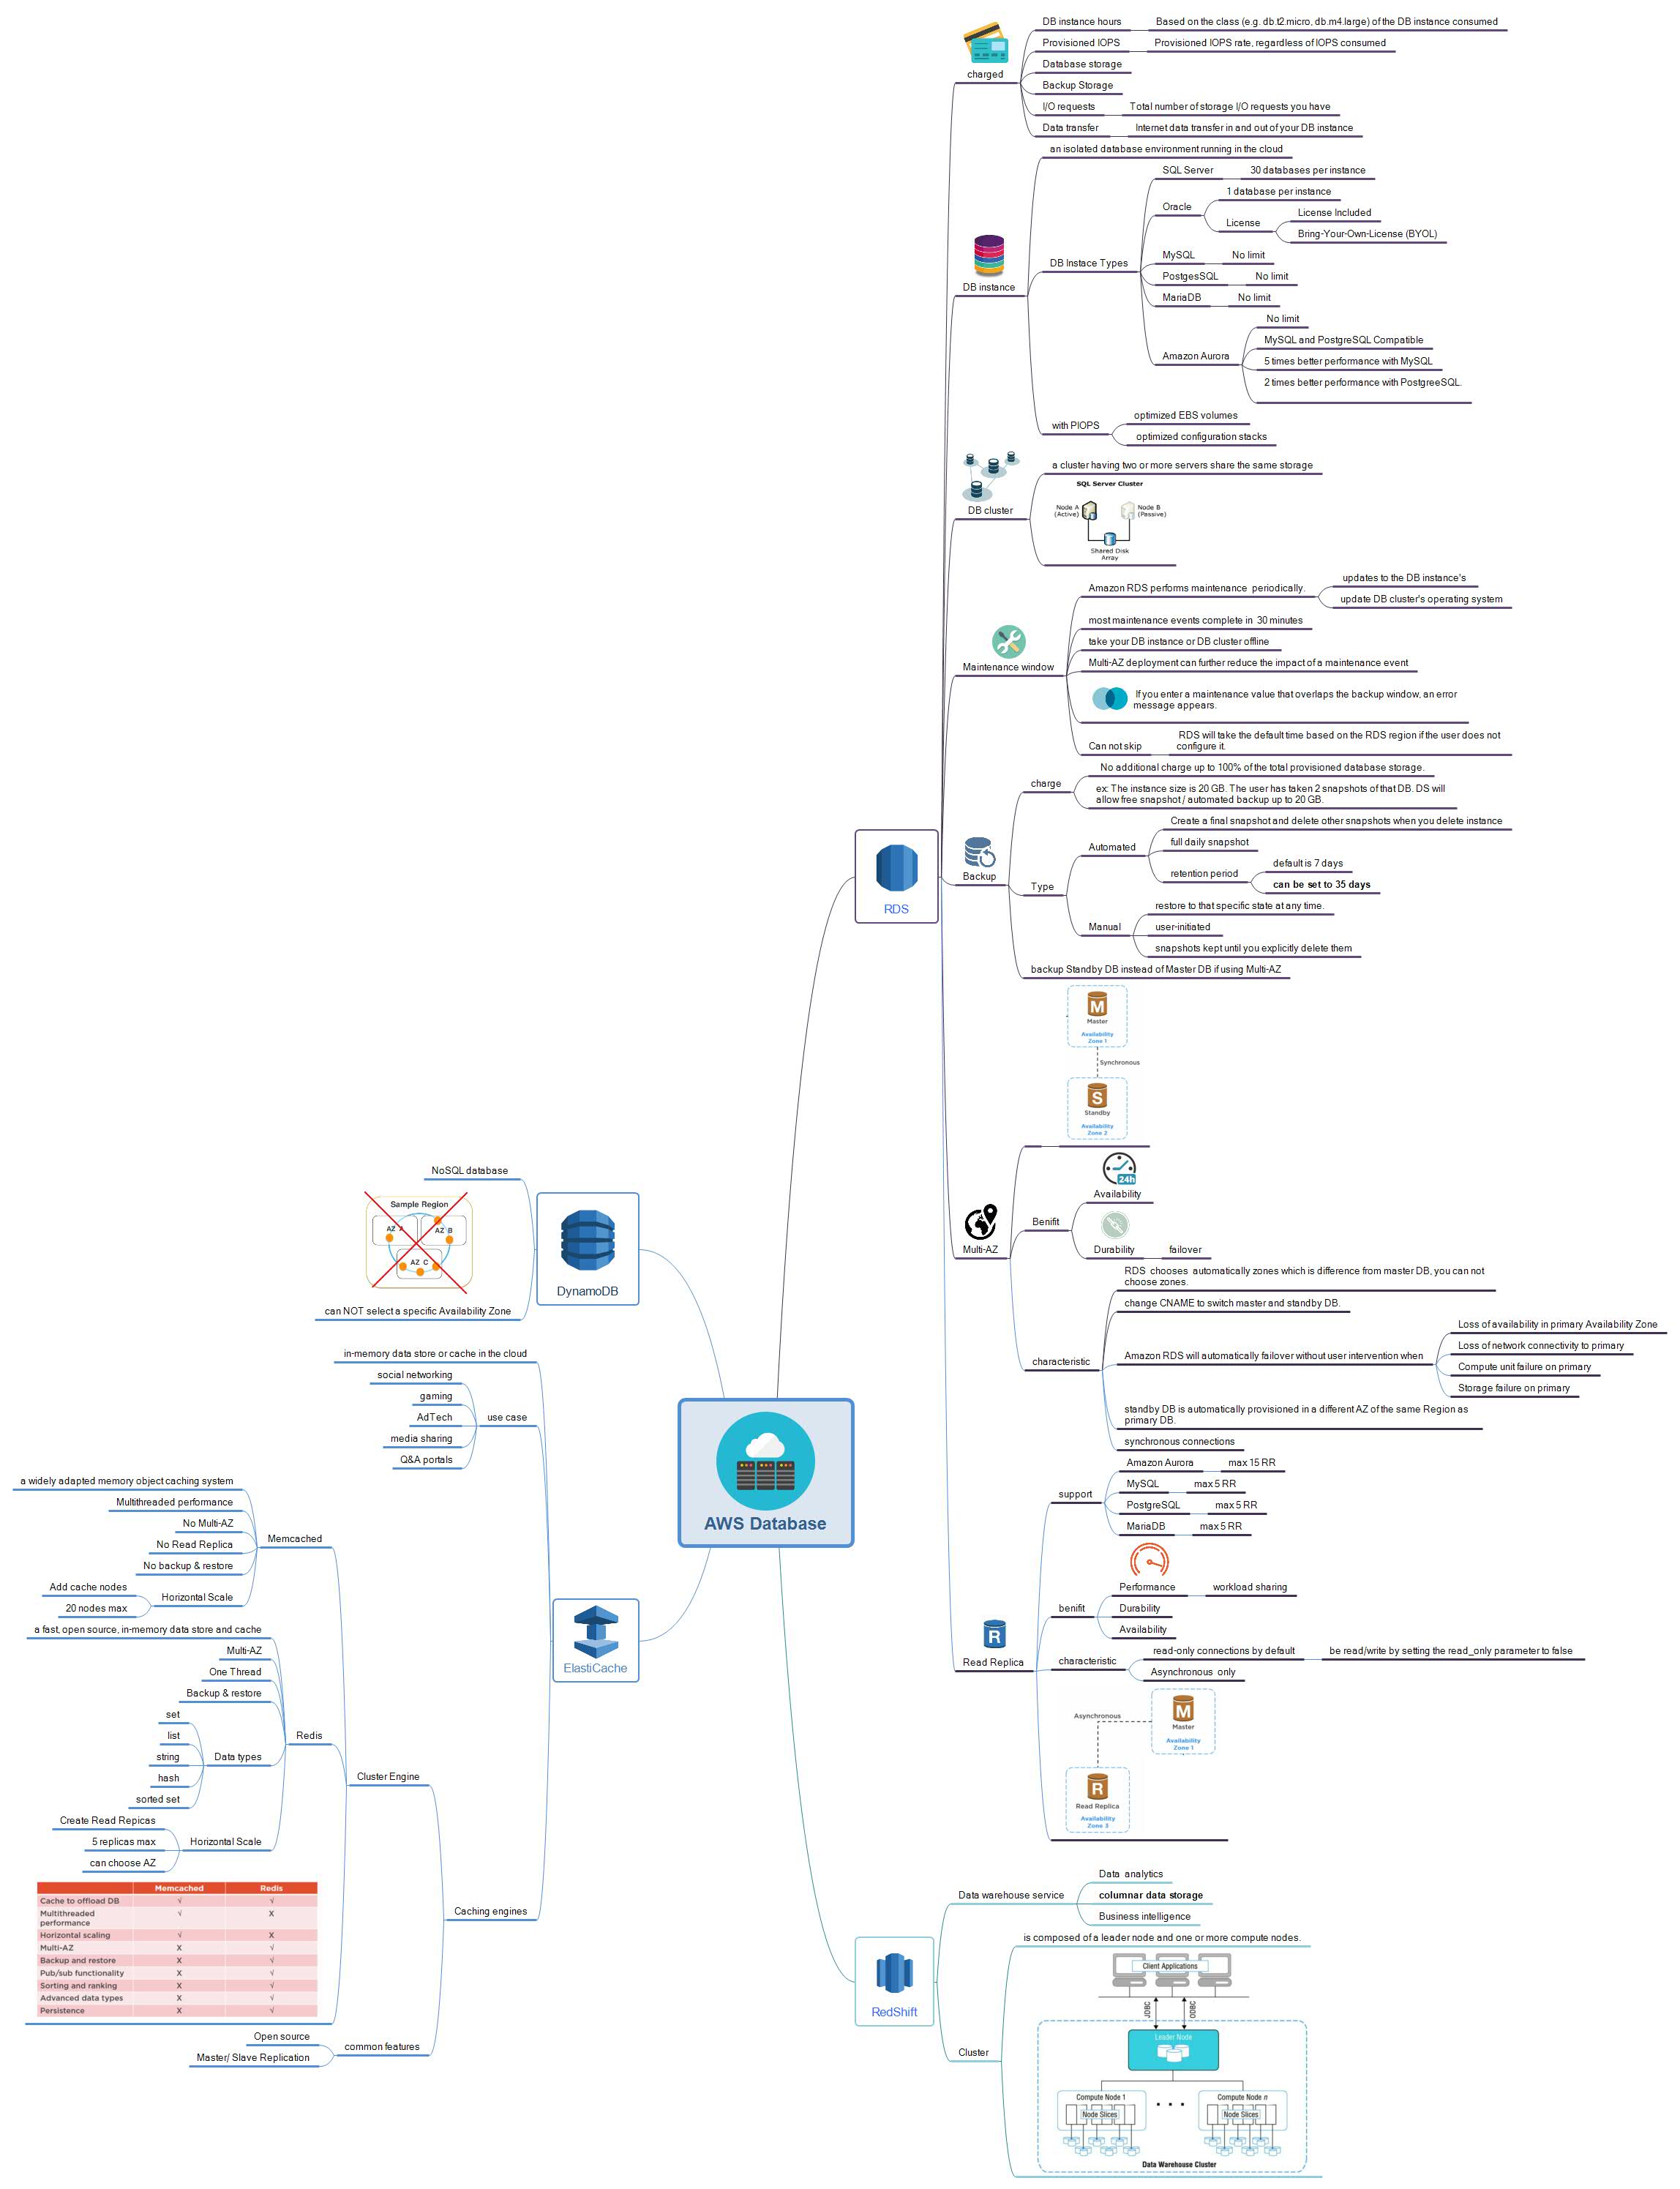 charged
DB instance hours
Based on the class (e.g. db.t2.micro, db.m4.large) of the DB instance consumed
Provisioned IOPS
Provisioned IOPS rate, regardless of IOPS consumed
Database storage
Backup Storage
I/O requests
Total number of storage I/O requests you have
Data transfer
Internet data transfer in and out of your DB instance
DB instance
an isolated database environment running in the cloud
DB Instace Types
SQL Server
30 databases per instance
Oracle
1 database per instance
License
License Included
Bring-Your-Own-License (BYOL)
MySQL
No limit
PostgesSQL
No limit
MariaDB
No limit
Amazon Aurora
No limit
MySQL and PostgreSQL Compatible
5 times better performance with MySQL
2 times better performance with PostgreeSQL.
with PIOPS
optimized EBS volumes
optimized configuration stacks
DB cluster
a cluster having two or more servers share the same storage
SQL Server Cluster
Node A
(Active)
Node B
(Passive)
Shared Disk
Array
Maintenance window
Amazon RDS performs maintenance periodically.
updates to the DB instance's
update DB cluster's operating system
most maintenance events complete in 30 minutes
take your DB instance or DB cluster offline
Multi-AZ deployment can further reduce the impact of a maintenance event
If you enter a maintenance value that overlaps the backup window, an error
message appears.
Can not skip
RDS will take the default time based on the RDS region if the user does not
configure it.
Backup
charge
No additional charge up to 100% of the total provisioned database storage.
ex: The instance size is 20 GB. The user has taken 2 snapshots of that DB. DS will
allow free snapshot / automated backup up to 20 GB.
Type
Automated
Create a final snapshot and delete other snapshots when you delete instance
full daily snapshot
retention period
default is 7 days
can be set to 35 days
Manual
restore to that specific state at any time.
user-initiated
snapshots kept until you explicitly delete them
backup Standby DB instead of Master DB if using Multi-AZ
RDS
Multi-AZ
M
Master
Availability
Zone 1
Synchronous
S
Standby
Availability
Zone 2
Benifit
24h
Availability
Durability
failover
characteristic
RDS chooses automatically zones which is difference from master DB, you can not
choose zones.
change CNAME to switch master and standby DB.
Amazon RDS will automatically failover without user intervention when
Loss of availability in primary Availability Zone
Loss of network connectivity to primary
Compute unit failure on primary
Storage failure on primary
standby DB is automatically provisioned in a different AZ of the same Region as
primary DB.
synchronous connections
R
Read Replica
support
Amazon Aurora
max 15 RR
MySQL
max 5 RR
PostgreSQL
max 5 RR
MariaDB
max 5 RR
benifit
Performance
workload sharing
Durability
Availability
characteristic
read-only connections by default
be read/write by setting the read_only parameter to false
Asynchronous only
Asynchronous
M
Master
Availability
Zone 1
R
Read Replica
Availability
Zone 3
RedShift
Data warehouse service
Data analytics
columnar data storage
Business intelligence
Cluster
is composed of a leader node and one or more compute nodes.
Client Applications
JDBC
ODBC
Leader Node
Compute Node 1
Node Slices
Compute Node n
Node Slices
Data Warehouse Cluster
AWS Database
DynamoDB
NoSQL database
Sample Region
AZ A
AZ B
AZ C
can NOT select a specific Availability Zone
ElastiCache
in-memory data store or cache in the cloud
use case
social networking
gaming
AdTech
media sharing
Q&A portals
Caching engines
Cluster Engine
Memcached
a widely adapted memory object caching system
Multithreaded performance
No Multi-AZ
No Read Replica
No backup & restore
Horizontal Scale
Add cache nodes
20 nodes max
Redis
a fast, open source, in-memory data store and cache
Multi-AZ
One Thread
Backup & restore
Data types
set
list
string
hash
sorted set
Horizontal Scale
Create Read Repicas
5 replicas max
can choose AZ
Memcached Redis
Cache to offload DB √ √
Multithreaded √ X
performance
Horizontal scaling √ X
Multi-AZ X √
Backup and restore X √
Pub/sub functionality X √
Sorting and ranking X √
Advanced data types X √
Persistence X √
common features
Open source
Master/ Slave Replication